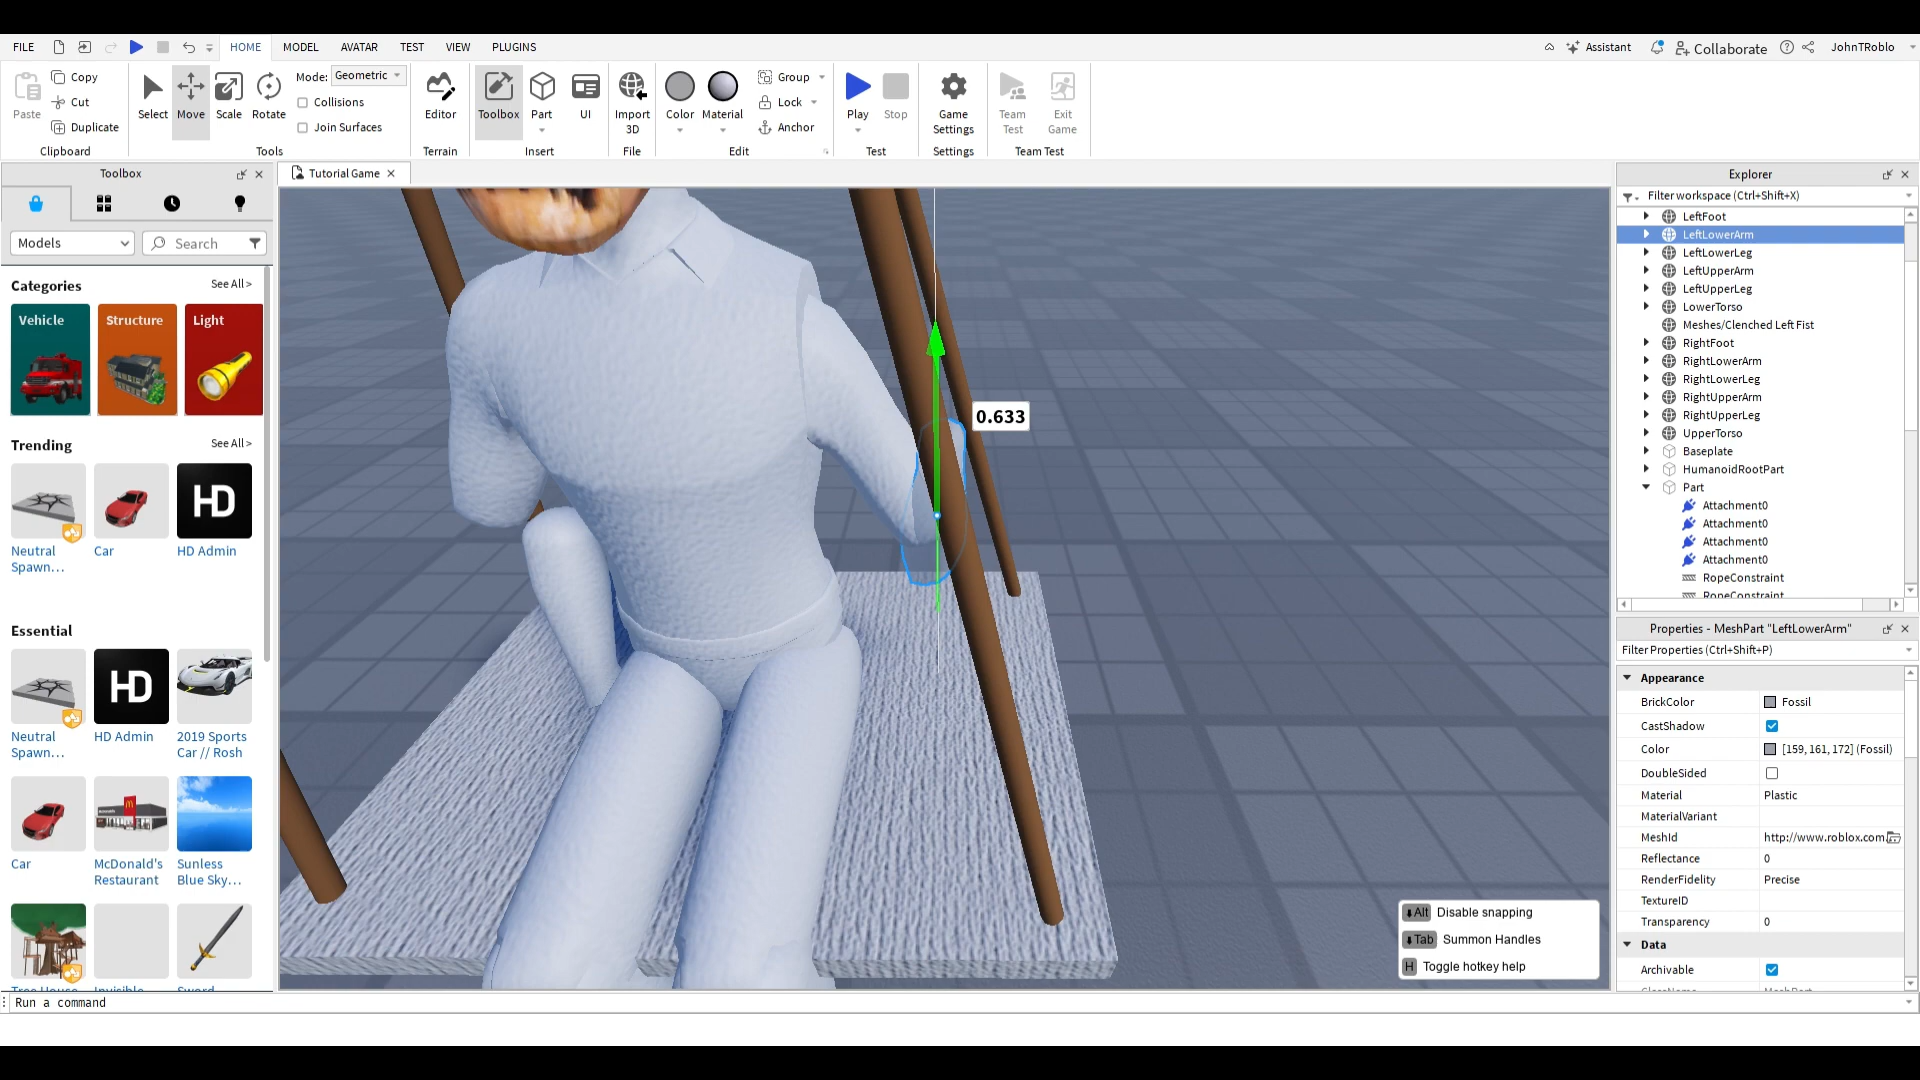 FILE HOME MODEL AVATAR TEST VIEW PLUGINS Assistant Collaborate JohnTRoblo
Paste Copy Cut Duplicate
Clipboard
Select Move Scale Rotate
Mode: Geometric
Collisions
Join Surfaces
Tools
Editor
Terrain
Toolbox Part UI
Insert
Import 3D
File
Color Material Group Lock Anchor
Edit
Play Stop
Test
Game Settings
Settings
Team Test Exit Game
Team Test
Toolbox
Models Search
Categories See All >
Vehicle Structure Light
Trending See All >
HD
Neutral Spawn... Car HD Admin
Essential
HD
Neutral Spawn... HD Admin 2019 Sports Car // Rosh
Car McDonald's Restaurant Sunless Blue Sky...
Tree House Invisible Sword
Tutorial Game
0.633
Alt Disable snapping
Tab Summon Handles
H Toggle hotkey help
Explorer
Filter workspace (Ctrl+Shift+X)
LeftFoot
LeftLowerArm
LeftLowerLeg
LeftUpperArm
LeftUpperLeg
LowerTorso
Meshes/Clenched Left Fist
RightFoot
RightLowerArm
RightLowerLeg
RightUpperArm
RightUpperLeg
UpperTorso
Baseplate
HumanoidRootPart
Part
Attachment0
Attachment0
Attachment0
Attachment0
RopeConstraint
RopeConstraint
Properties - MeshPart "LeftLowerArm"
Filter Properties (Ctrl+Shift+P)
Appearance
BrickColor Fossil
CastShadow
Color [159, 161, 172] (Fossil)
DoubleSided
Material Plastic
MaterialVariant
MeshId http://www.roblox.com
Reflectance 0
RenderFidelity Precise
TextureID
Transparency 0
Data
Archivable
ClassName MeshPart
Run a command